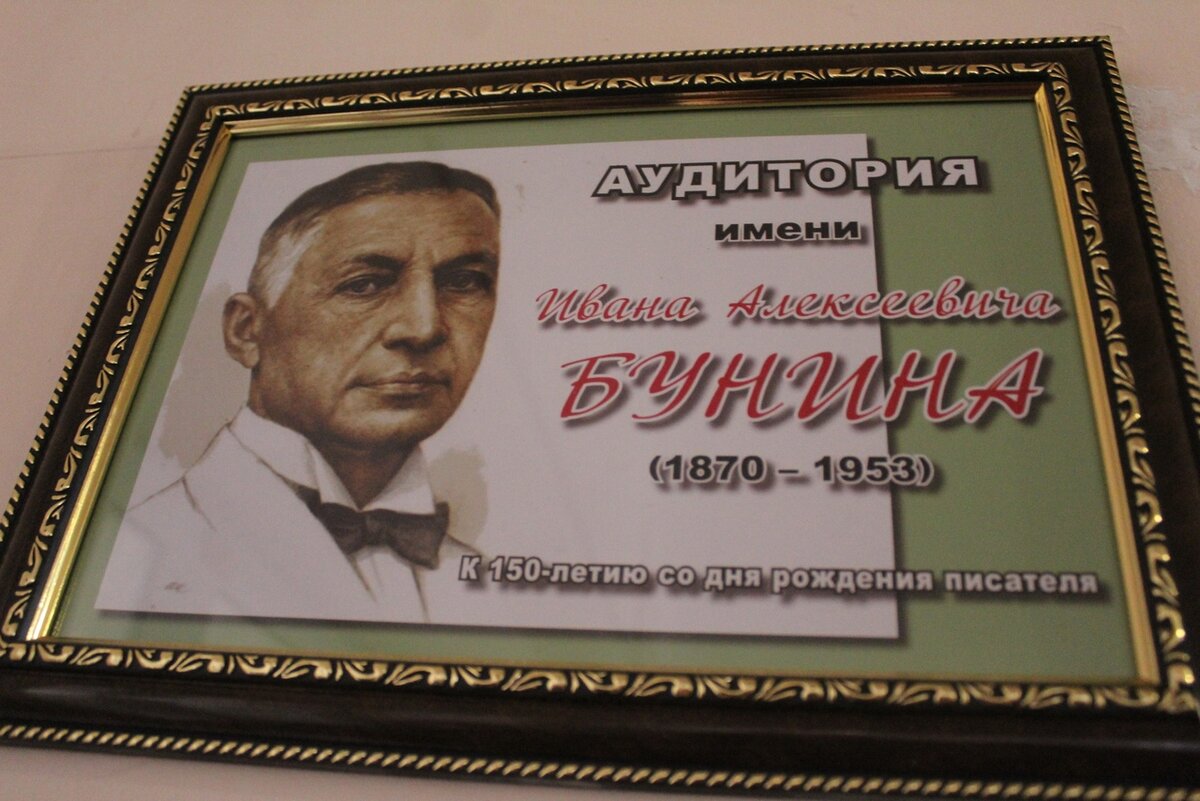 АУДИТОРИЯ
имени
Ивана Алексеевича
БУНИНА
(1870 – 1953)
К 150-летию со дня рождения писателя